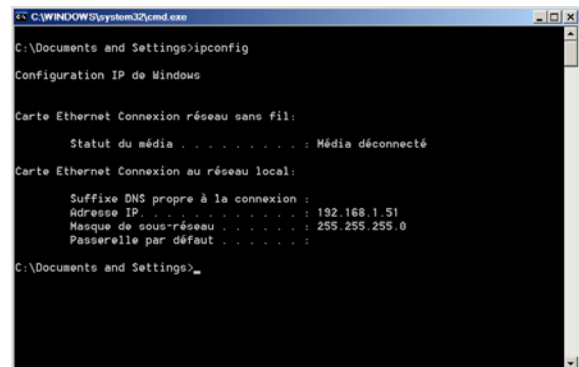 C:\WINDOWS\system32\cmd.exe
C:\Documents and Settings>ipconfig
Configuration IP de Windows
Carte Ethernet Connexion réseau sans fil:
Statut du média . . . . . . . . . : Média déconnecté
Carte Ethernet Connexion au réseau local:
Suffixe DNS propre à la connexion :
Adresse IP. . . . . . . . . . . . : 192.168.1.51
Masque de sous-réseau . . . . . . : 255.255.255.0
Passerelle par défaut . . . . . . :
C:\Documents and Settings>_